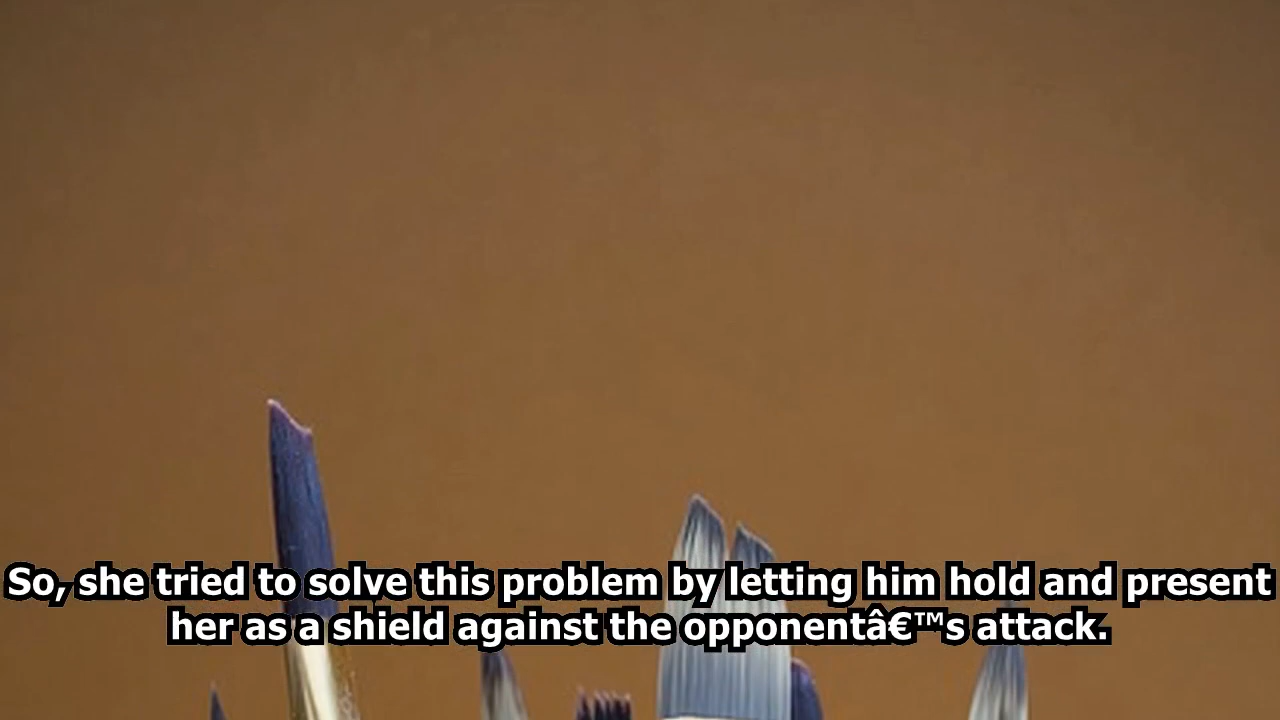 So, she tried to solve this problem by letting him hold and present
her as a shield against the opponentâ€™s attack.